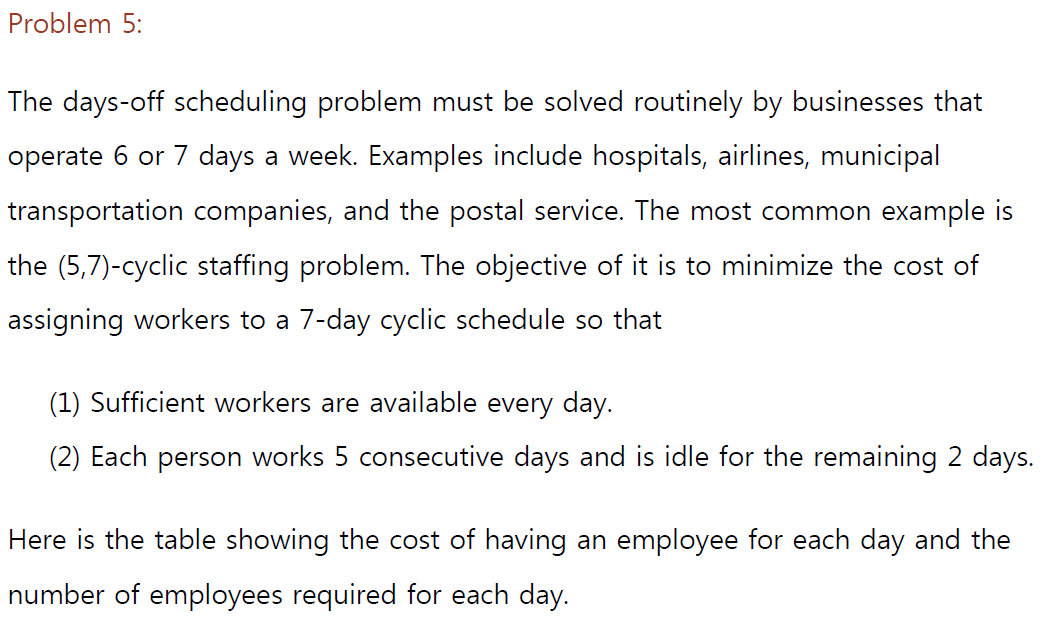 Problem 5:
The days-off scheduling problem must be solved routinely by businesses that
operate 6 or 7 days a week. Examples include hospitals, airlines, municipal
transportation companies, and the postal service. The most common example is
the (5,7)-cyclic staffing problem. The objective of it is to minimize the cost of
assigning workers to a 7-day cyclic schedule so that
(1) Sufficient workers are available every day.
(2) Each person works 5 consecutive days and is idle for the remaining 2 days.
Here is the table showing the cost of having an employee for each day and the
number of employees required for each day.